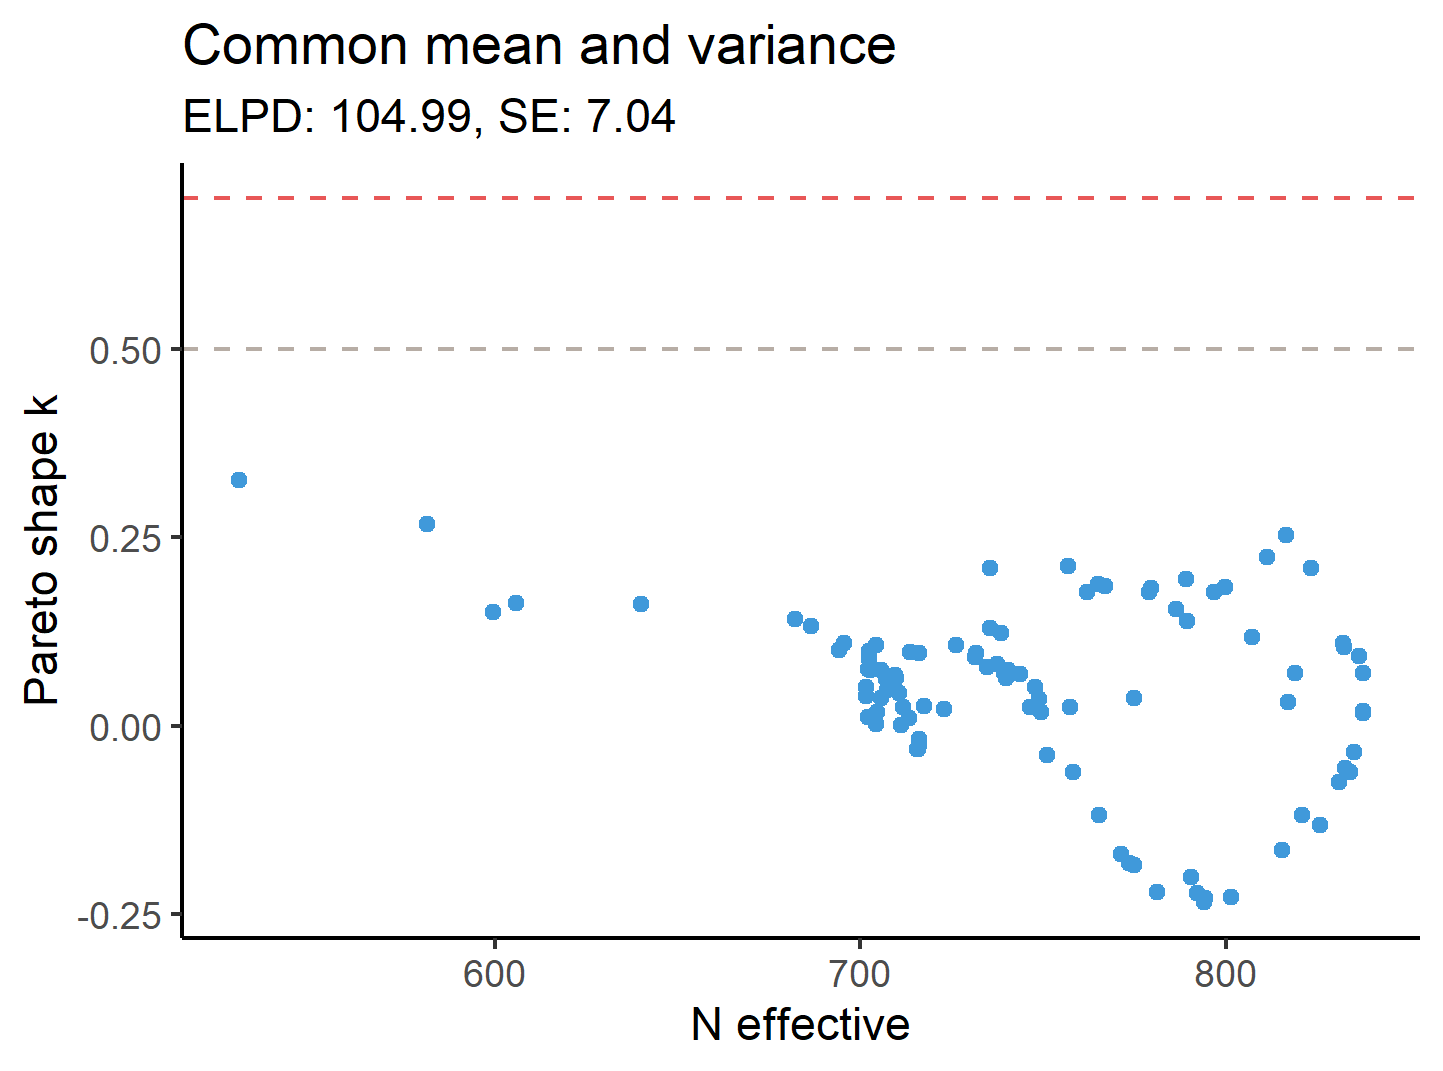 Common mean and variance
ELPD: 104.99, SE: 7.04
Pareto shape k
0.50
0.25
0.00
-0.25
600
700
800
N effective